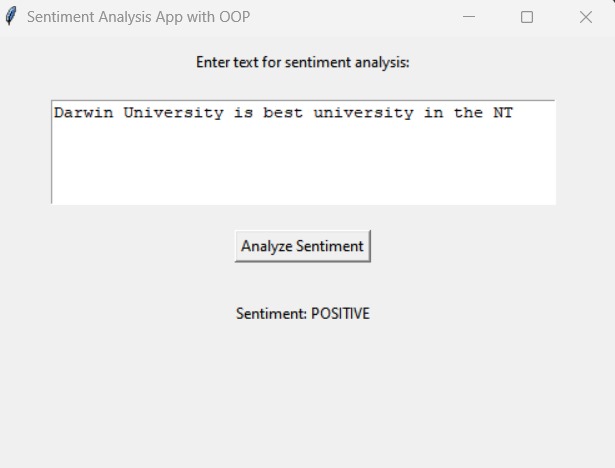 Sentiment Analysis App with OOP
Enter text for sentiment analysis:
Darwin University is best university in the NT
Analyze Sentiment
Sentiment: POSITIVE